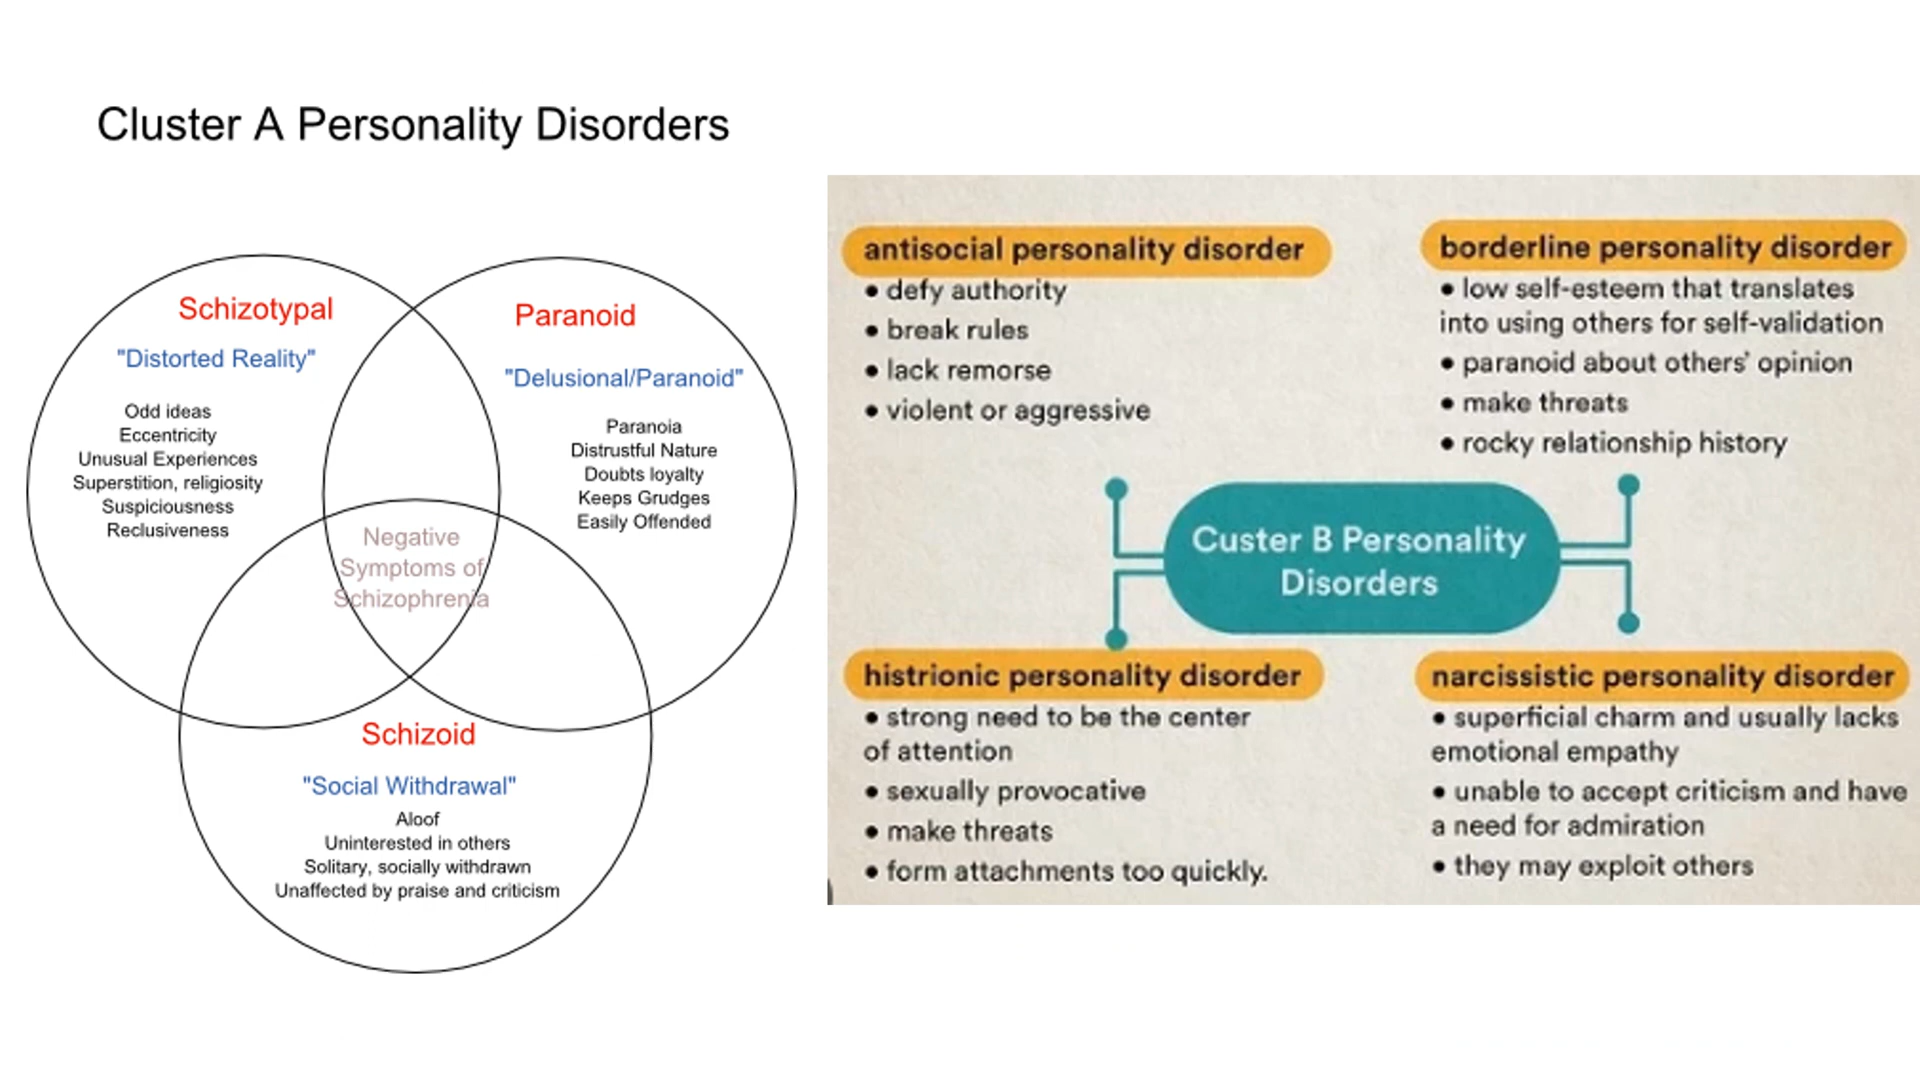 Cluster A Personality Disorders
Schizotypal
"Distorted Reality"
Odd ideas
Eccentricity
Unusual Experiences
Superstition, religiosity
Suspiciousness
Reclusiveness
Paranoid
"Delusional/Paranoid"
Paranoia
Distrustful Nature
Doubts loyalty
Keeps Grudges
Easily Offended
Negative
Symptoms of
Schizophrenia
Schizoid
"Social Withdrawal"
Aloof
Uninterested in others
Solitary, socially withdrawn
Unaffected by praise and criticism
antisocial personality disorder
• defy authority
• break rules
• lack remorse
• violent or aggressive
borderline personality disorder
• low self-esteem that translates
into using others for self-validation
• paranoid about others' opinion
• make threats
• rocky relationship history
Custer B Personality
Disorders
histrionic personality disorder
• strong need to be the center
of attention
• sexually provocative
• make threats
• form attachments too quickly.
narcissistic personality disorder
• superficial charm and usually lacks
emotional empathy
• unable to accept criticism and have
a need for admiration
• they may exploit others